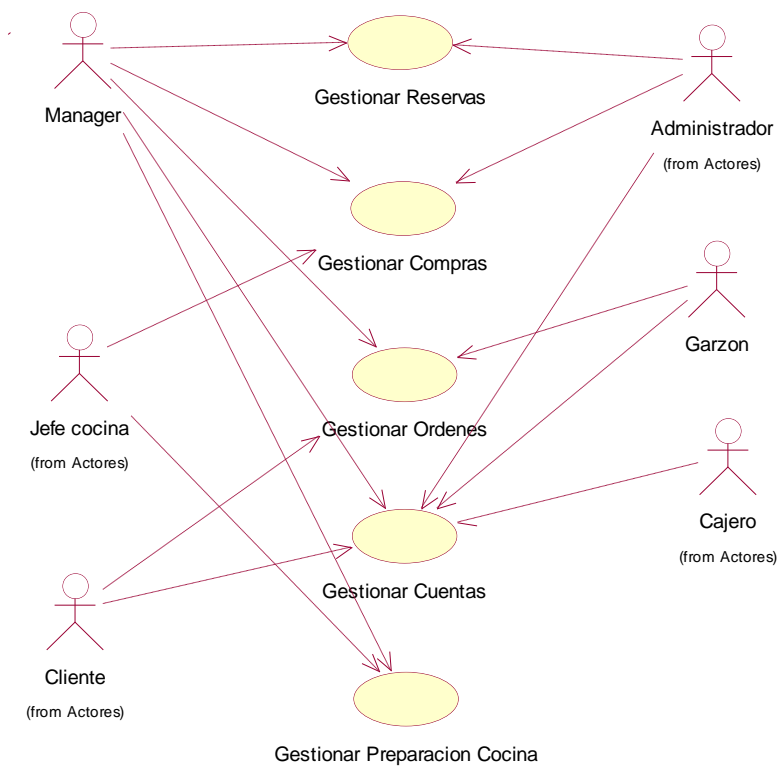 Gestionar Reservas
Manager
Administrador
(from Actores)
Gestionar Compras
Garzon
Jefe cocina
(from Actores)
Gestionar Ordenes
Cajero
(from Actores)
Gestionar Cuentas
Cliente
(from Actores)
Gestionar Preparacion Cocina